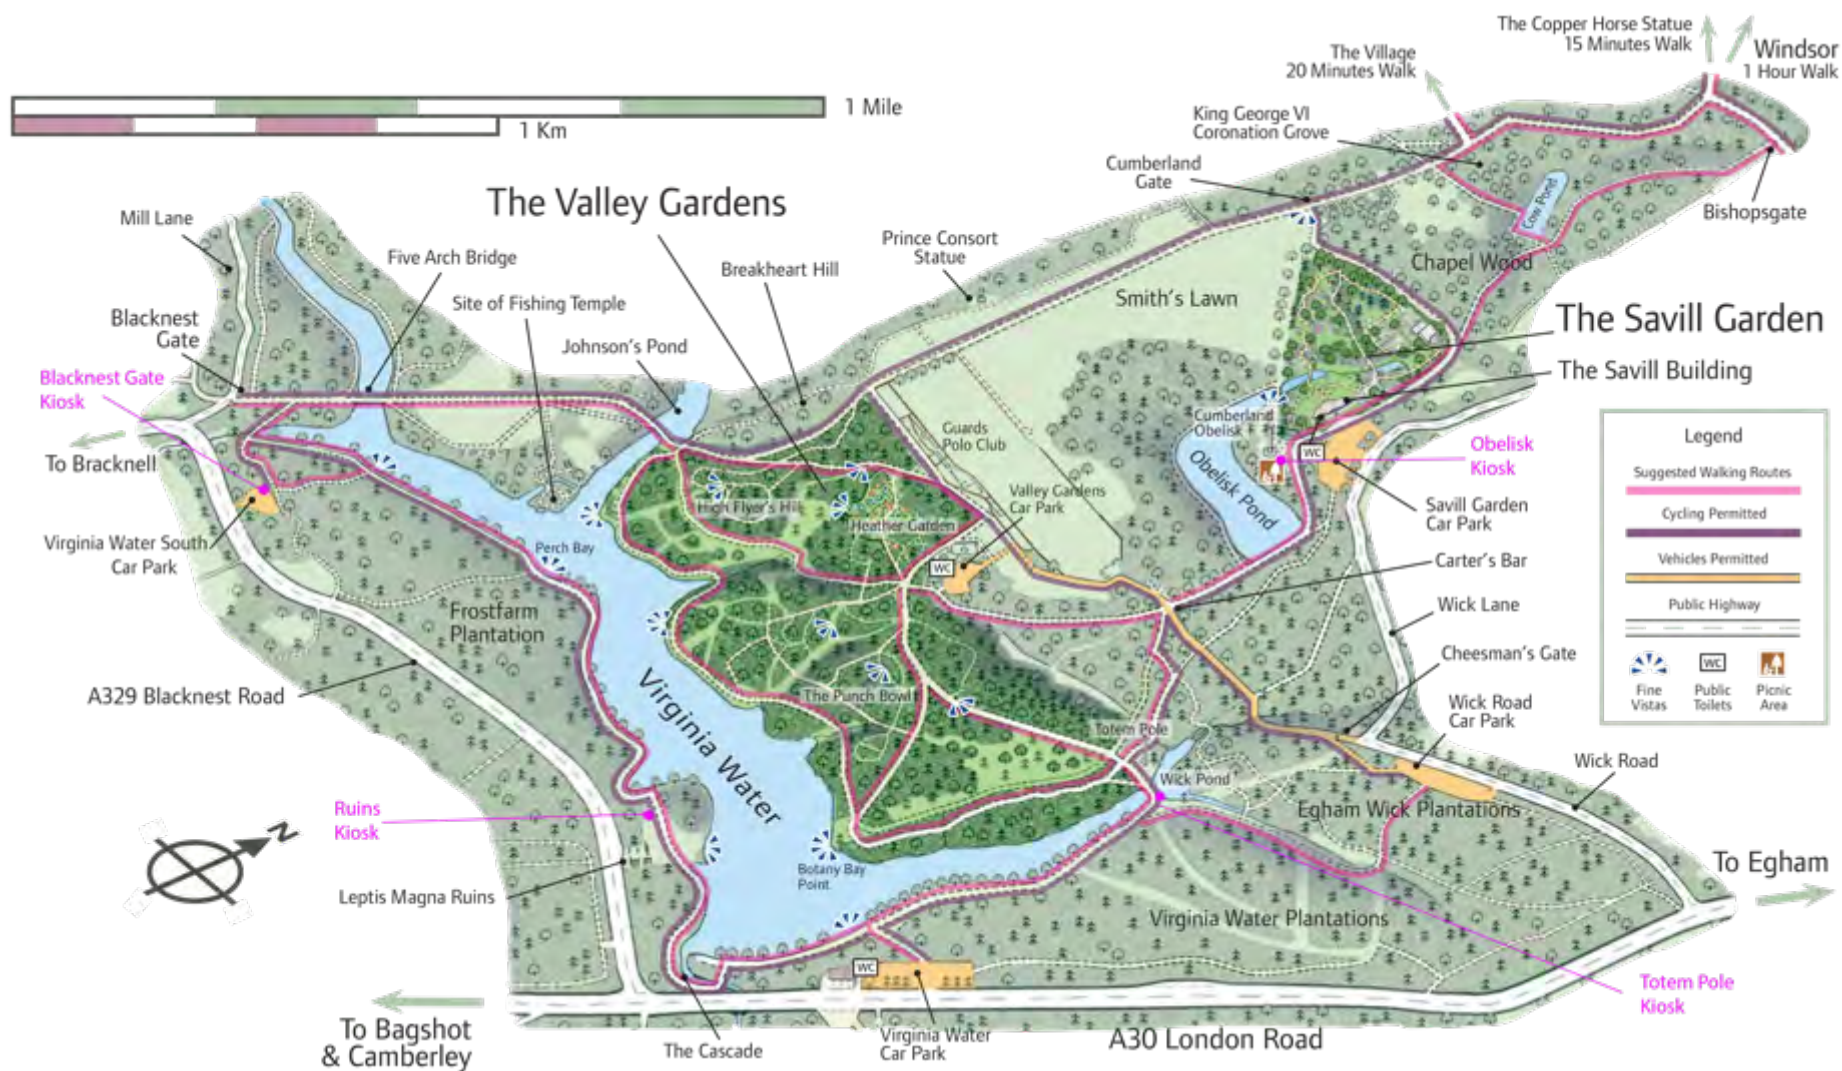 The Copper Horse Statue
15 Minutes Walk
Windsor
1 Hour Walk
The Village
20 Minutes Walk
1 Mile
1 Km
King George VI
Coronation Grove
Cumberland
Gate
The Valley Gardens
Mill Lane
Five Arch Bridge
Prince Consort
Statue
Breakheart Hill
Cow Pond
Bishopsgate
Chapel Wood
Site of Fishing Temple
Smith's Lawn
Blacknest
Gate
Johnson's Pond
The Savill Garden
The Savill Building
Blacknest Gate
Kiosk
Cumberland
Obelisk
Guards
Polo Club
To Bracknell
WC
Obelisk
Kiosk
Obelisk Pond
Legend
Suggested Walking Routes
Cycling Permitted
Vehicles Permitted
Public Highway
WC
Fine
Vistas
Public
Toilets
Picnic
Area
Valley Gardens
Car Park
High Flyer's Hill
Heather Garden
Savill Garden
Car Park
Virginia Water South
Car Park
Perch Bay
WC
Carter's Bar
Frostfarm
Plantation
Wick Lane
Cheesman's Gate
A329 Blacknest Road
Virginia Water
The Punch Bowl
Wick Road
Car Park
Totem Pole
Wick Road
Wick Pond
Egham Wick Plantations
Ruins
Kiosk
N
Botany Bay
Point
To Egham
Leptis Magna Ruins
Virginia Water Plantations
WC
Totem Pole
Kiosk
To Bagshot
& Camberley
The Cascade
Virginia Water
Car Park
A30 London Road